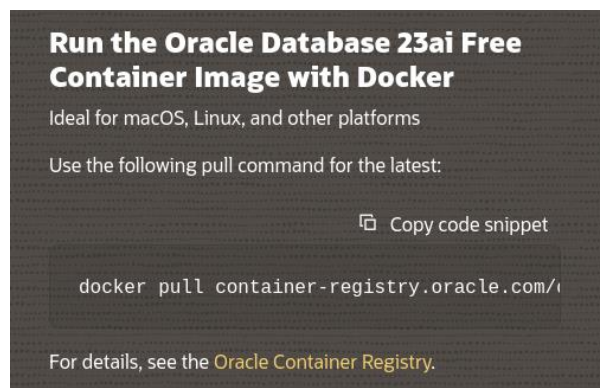 Run the Oracle Database 23ai Free
Container Image with Docker
Ideal for macOS, Linux, and other platforms
Use the following pull command for the latest:
Copy code snippet
docker pull container-registry.oracle.com/
For details, see the Oracle Container Registry.